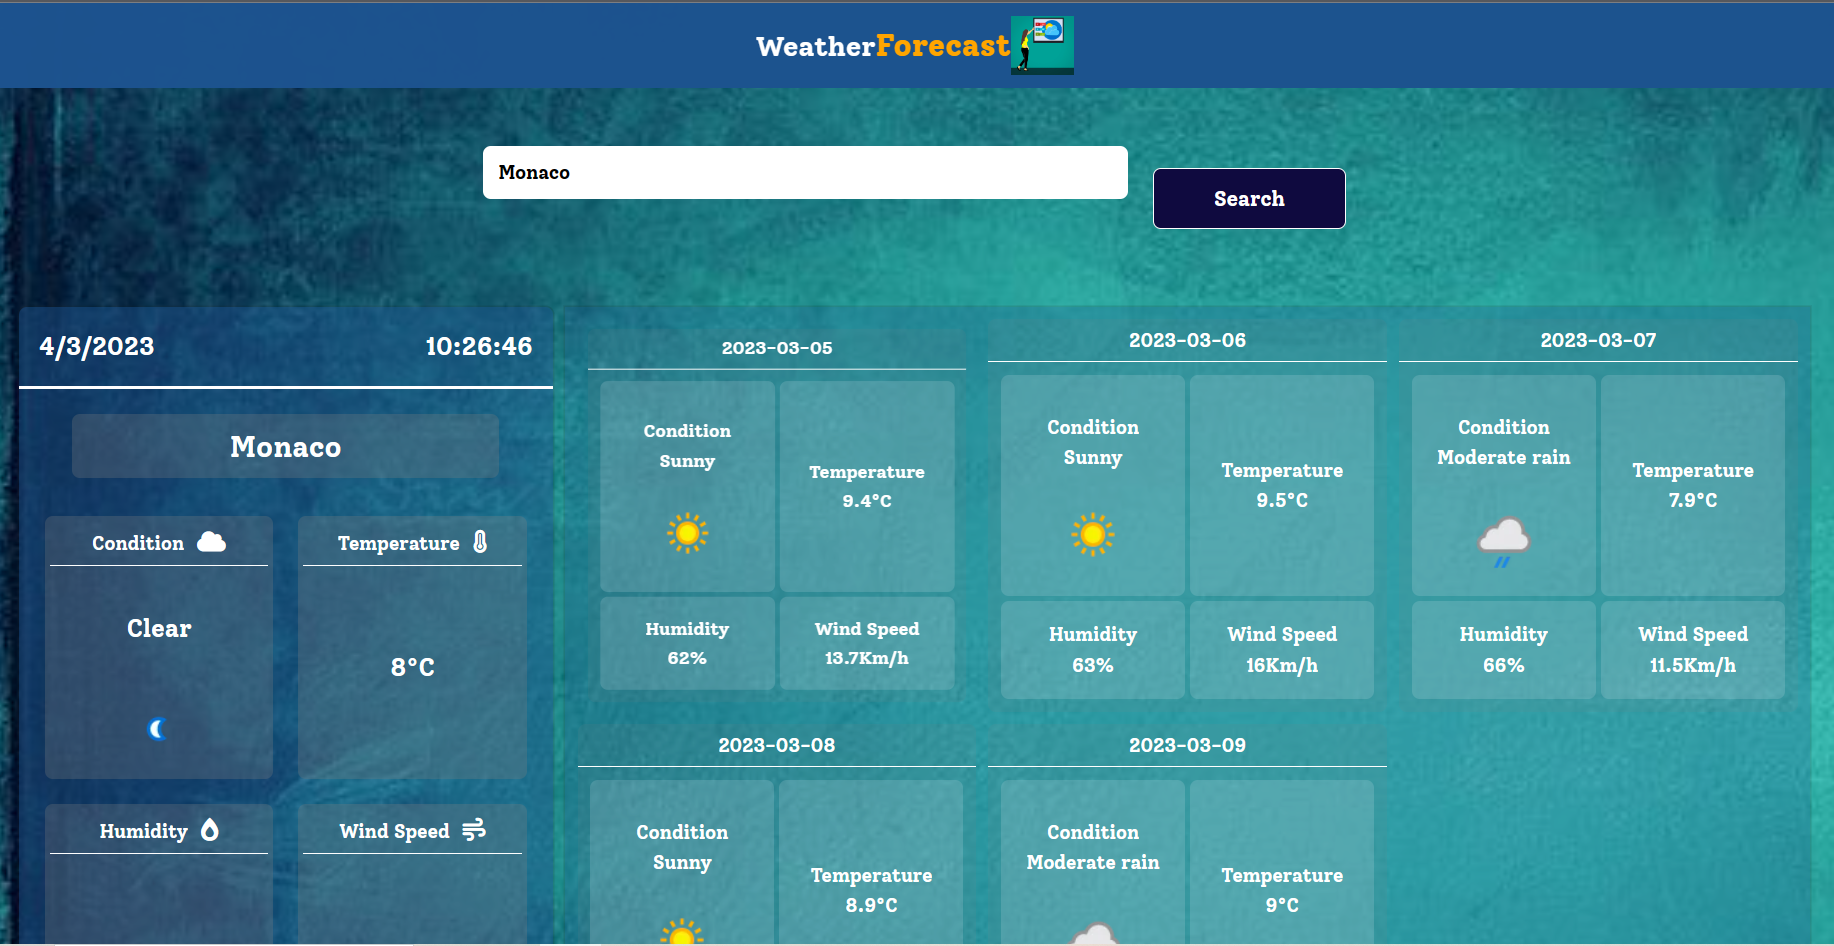 WeatherForecast
Monaco
Search
4/3/2023 10:26:46
Monaco
Condition
Clear
Temperature
8°C
Humidity
Wind Speed
2023-03-05
Condition
Sunny
Temperature
9.4°C
Humidity
62%
Wind Speed
13.7Km/h
2023-03-06
Condition
Sunny
Temperature
9.5°C
Humidity
63%
Wind Speed
16Km/h
2023-03-07
Condition
Moderate rain
Temperature
7.9°C
Humidity
66%
Wind Speed
11.5Km/h
2023-03-08
Condition
Sunny
Temperature
8.9°C
2023-03-09
Condition
Moderate rain
Temperature
9°C